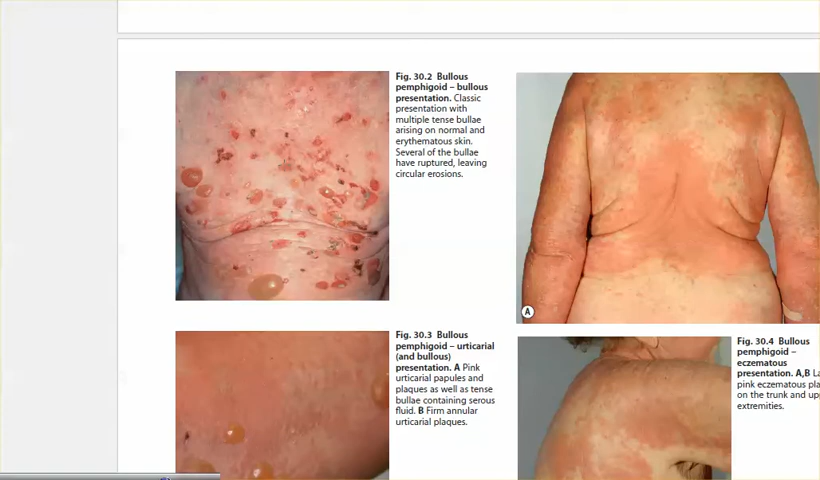 Fig. 30.2 Bullous
pemphigoid – bullous
presentation. Classic
presentation with
multiple tense bullae
arising on normal and
erythematous skin.
Several of the bullae
have ruptured, leaving
circular erosions.
A
Fig. 30.3 Bullous
pemphigoid – urticarial
(and bullous)
presentation. A Pink
urticarial papules and
plaques as well as tense
bullae containing serous
fluid. B Firm annular
urticarial plaques.
Fig. 30.4 Bullous
pemphigoid –
eczematous
presentation. A,B
pink eczematous
on the trunk and
extremities.